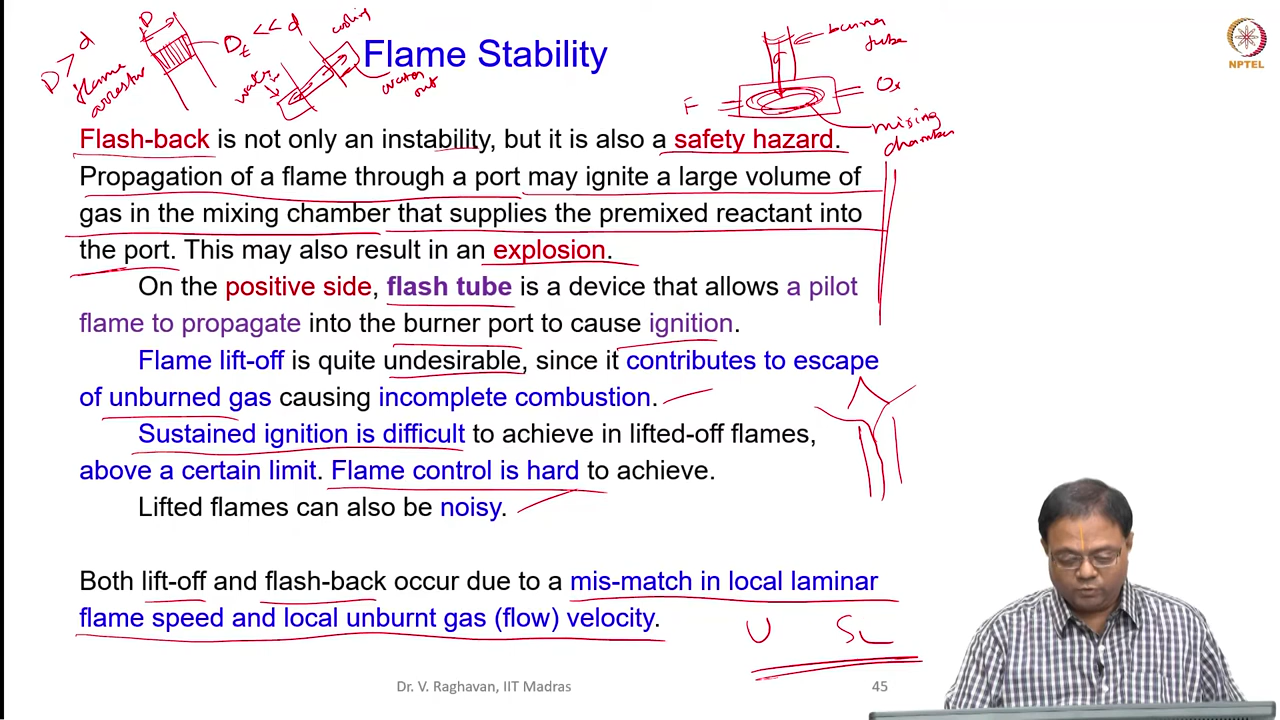 D
d
D > d
flame
arrestor
Dt << d
water in
cooling
water
out
Flame Stability
burner
tube
d
F
Ox
mixing
chamber
NPTEL
Flash-back is not only an instability, but it is also a safety hazard.
Propagation of a flame through a port may ignite a large volume of
gas in the mixing chamber that supplies the premixed reactant into
the port. This may also result in an explosion.
On the positive side, flash tube is a device that allows a pilot
flame to propagate into the burner port to cause ignition.
Flame lift-off is quite undesirable, since it contributes to escape
of unburned gas causing incomplete combustion.
Sustained ignition is difficult to achieve in lifted-off flames,
above a certain limit. Flame control is hard to achieve.
Lifted flames can also be noisy.
Both lift-off and flash-back occur due to a mis-match in local laminar
flame speed and local unburnt gas (flow) velocity.
U SL
Dr. V. Raghavan, IIT Madras
45